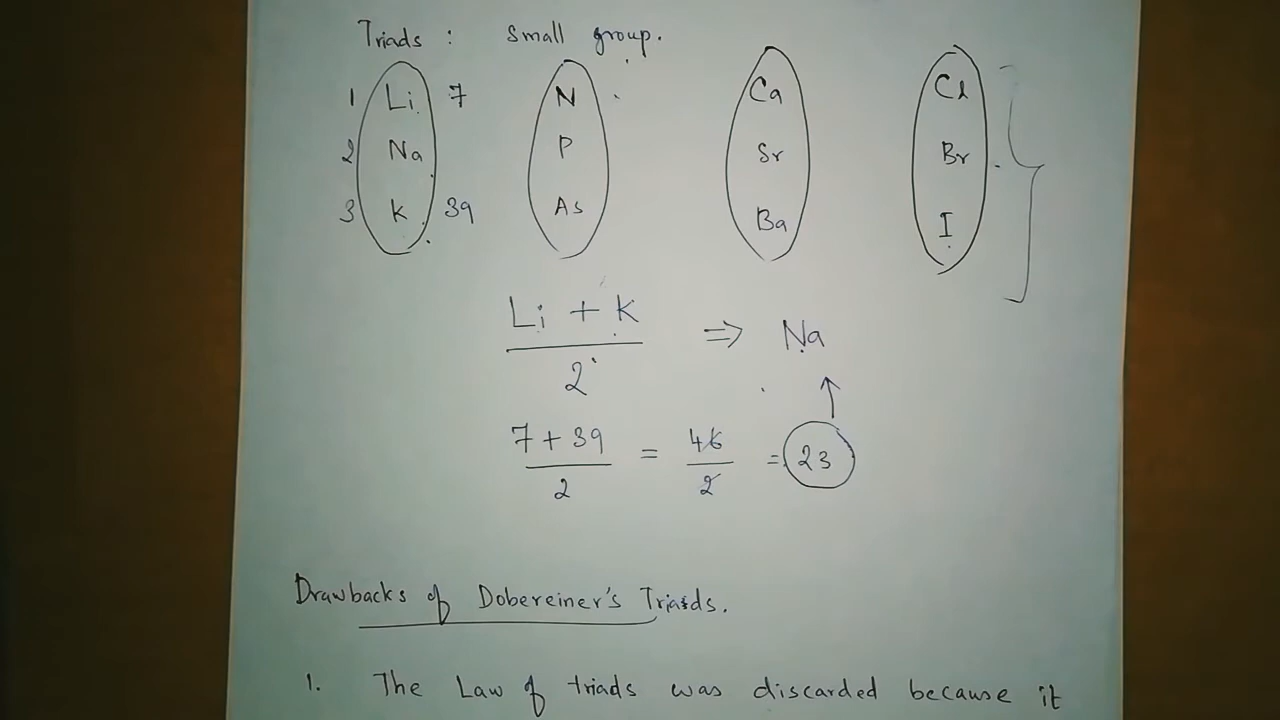 Triads : Small group.
1 Li 7 N Ca Cl
2 Na P Sr Br
3 K 39 As Ba I
Li + K
2
⇒ Na
↑
7 + 39
2
= 46
2
= 23
Drawbacks of Dobereiner's Triads.
1. The Law of triads was discarded because it